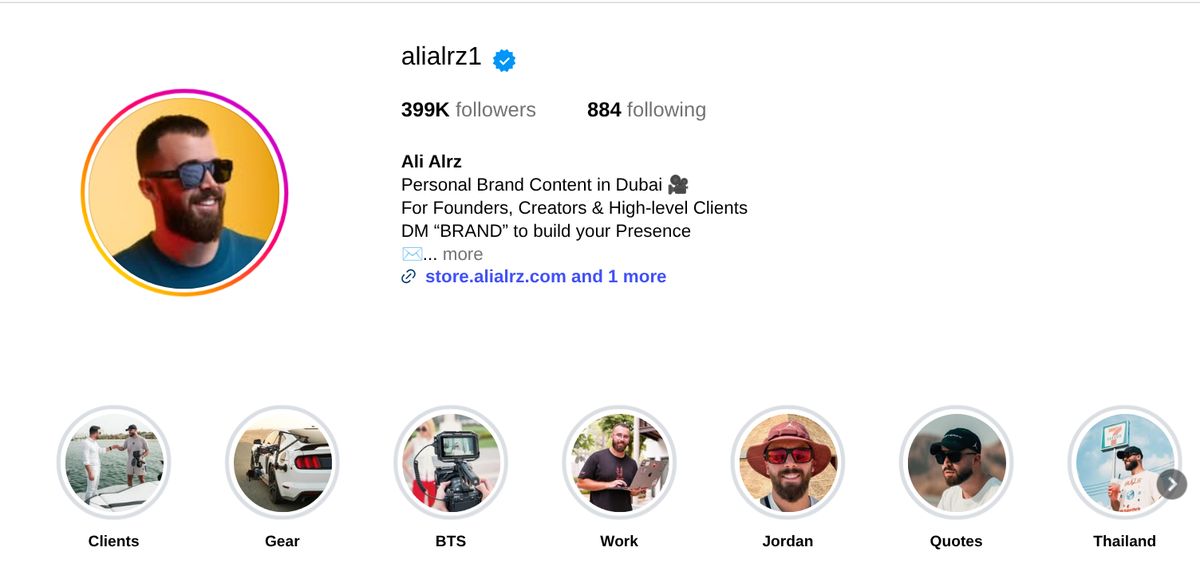 alialrz1
399K followers 884 following
Ali Alrz
Personal Brand Content in Dubai 🎥
For Founders, Creators & High-level Clients
DM “BRAND” to build your Presence
✉️... more
store.alialrz.com and 1 more
Clients Gear BTS Work Jordan Quotes Thailand